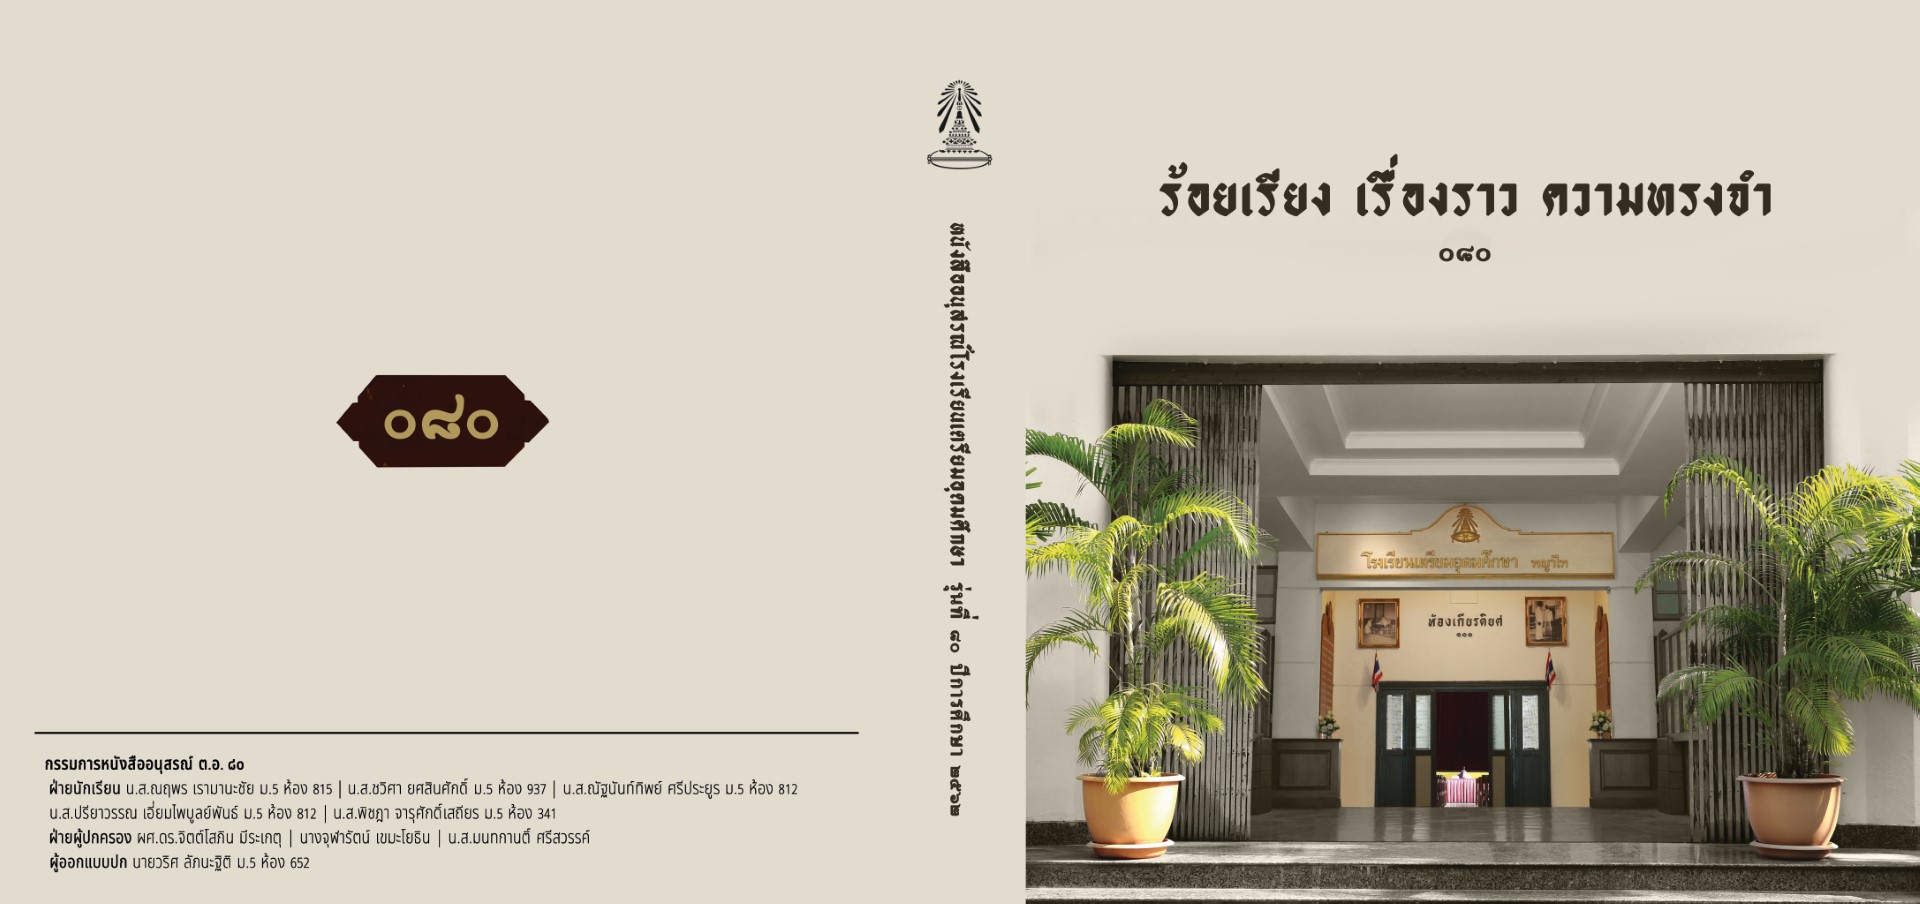 ๐๘๐
กรรมการหนังสืออนุสรณ์ ต.อ. ๘๐
ฝ่ายนักเรียน น.ส.ณฤพร เรามานะชัย ม.5 ห้อง 815 | น.ส.ชวิศา ยศสินศักดิ์ ม.5 ห้อง 937 | น.ส.ณัฐนันท์ทิพย์ ศรีประยูร ม.5 ห้อง 812
น.ส.ปรียาวรรณ เอี่ยมไพบูลย์พันธ์ ม.5 ห้อง 812 | น.ส.พิชฎา จารุศักดิ์เสถียร ม.5 ห้อง 341
ฝ่ายผู้ปกครอง ผศ.ดร.จิตต์โสภิน มีระเกตุ | นางจุฬารัตน์ เขมะโยธิน | น.ส.มนทกานติ์ ศรีสวรรค์
ผู้ออกแบบปก นายวริศ ลัภนะฐิติ ม.5 ห้อง 652
หนังสืออนุสรณ์โรงเรียนเตรียมอุดมศึกษา รุ่นที่ ๘๐ ปีการศึกษา ๒๕๖๒
ร้อยเรียง เรื่องราว ความทรงจำ
๐๘๐
โรงเรียนเตรียมอุดมศึกษา พญาไท
ห้องเกียรติยศ
๑๑๑